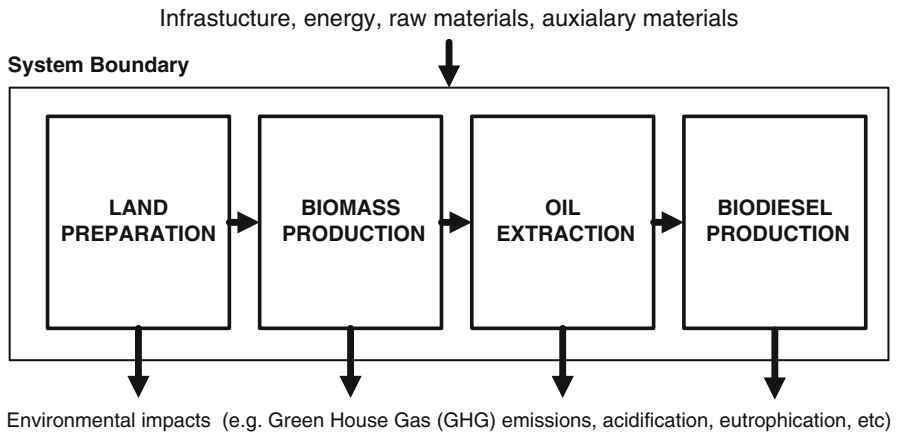 Infrastucture, energy, raw materials, auxialary materials
System Boundary
LAND
PREPARATION
BIOMASS
PRODUCTION
OIL
EXTRACTION
BIODIESEL
PRODUCTION
Environmental impacts (e.g. Green House Gas (GHG) emissions, acidification, eutrophication, etc)